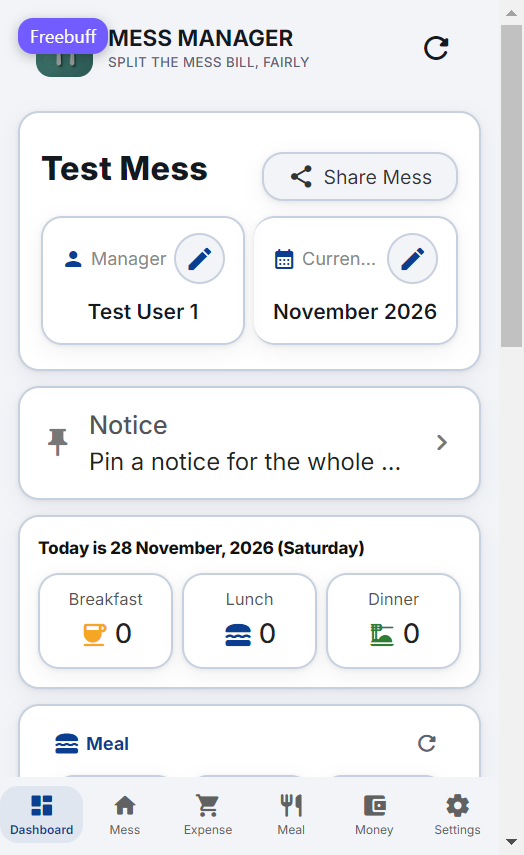 Freebuff
MESS MANAGER
SPLIT THE MESS BILL, FAIRLY
Test Mess
Share Mess
Manager
Test User 1
Curren...
November 2026
Notice
Pin a notice for the whole ...
Today is 28 November, 2026 (Saturday)
Breakfast
0
Lunch
0
Dinner
0
Meal
Dashboard
Mess
Expense
Meal
Money
Settings